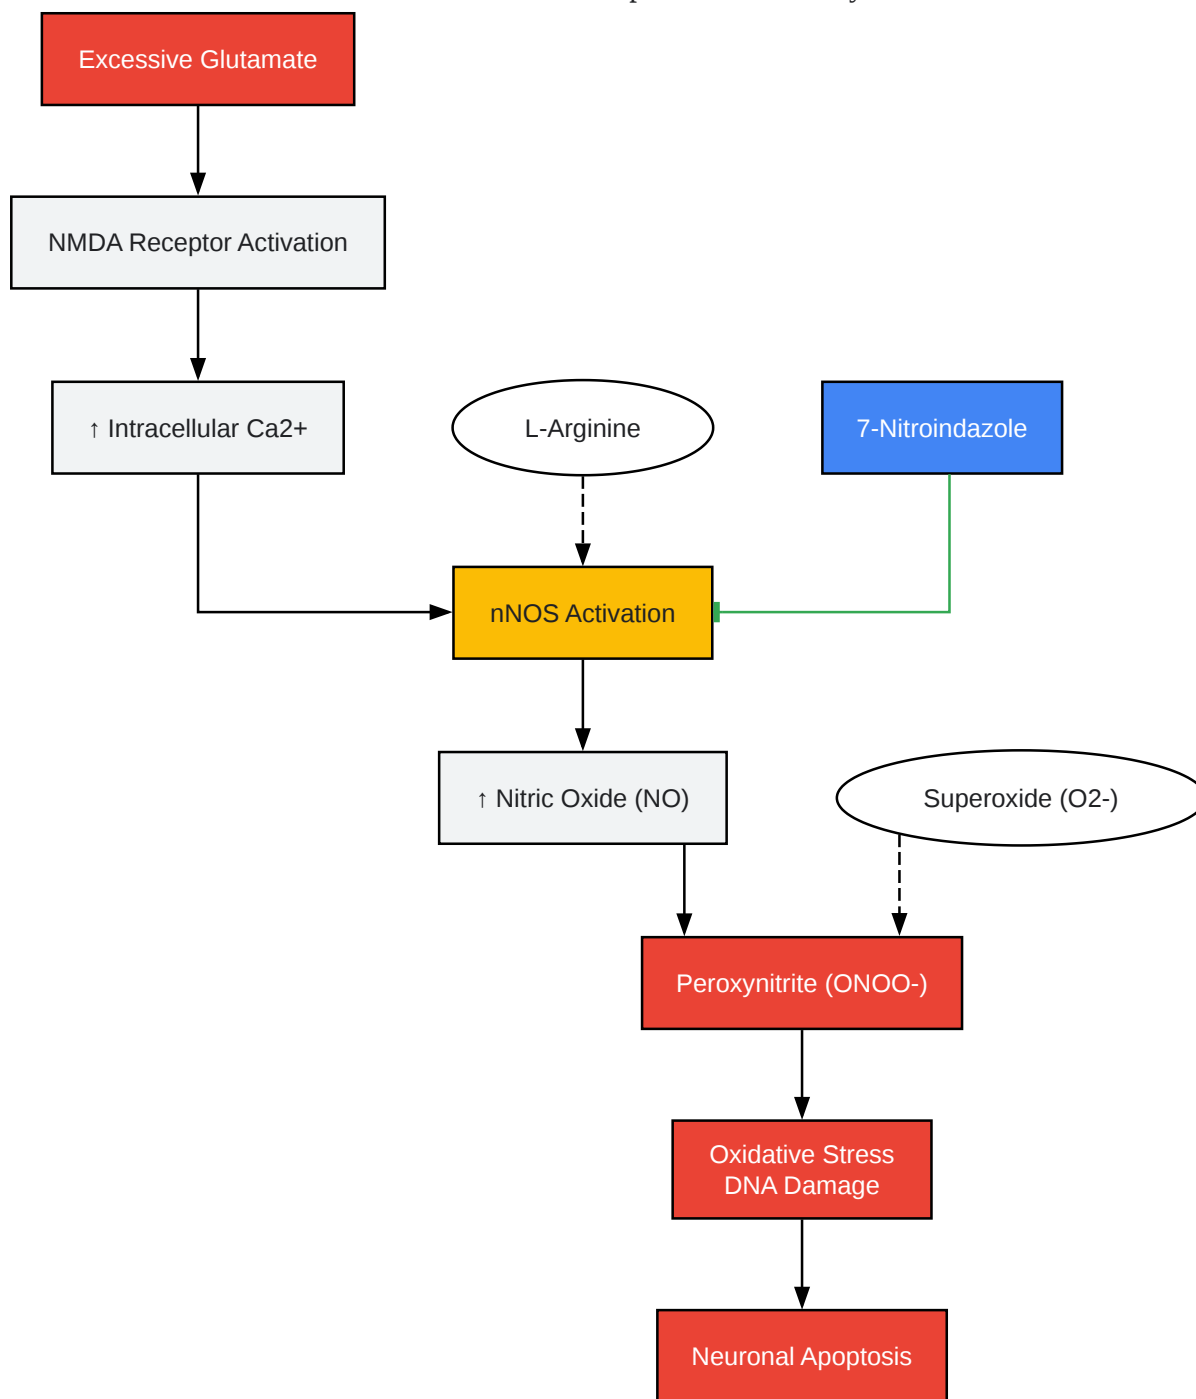 Excessive Glutamate
NMDA Receptor Activation
↑ Intracellular Ca2+
L-Arginine
7-Nitroindazole
nNOS Activation
↑ Nitric Oxide (NO)
Superoxide (O2-)
Peroxynitrite (ONOO-)
Oxidative Stress
DNA Damage
Neuronal Apoptosis